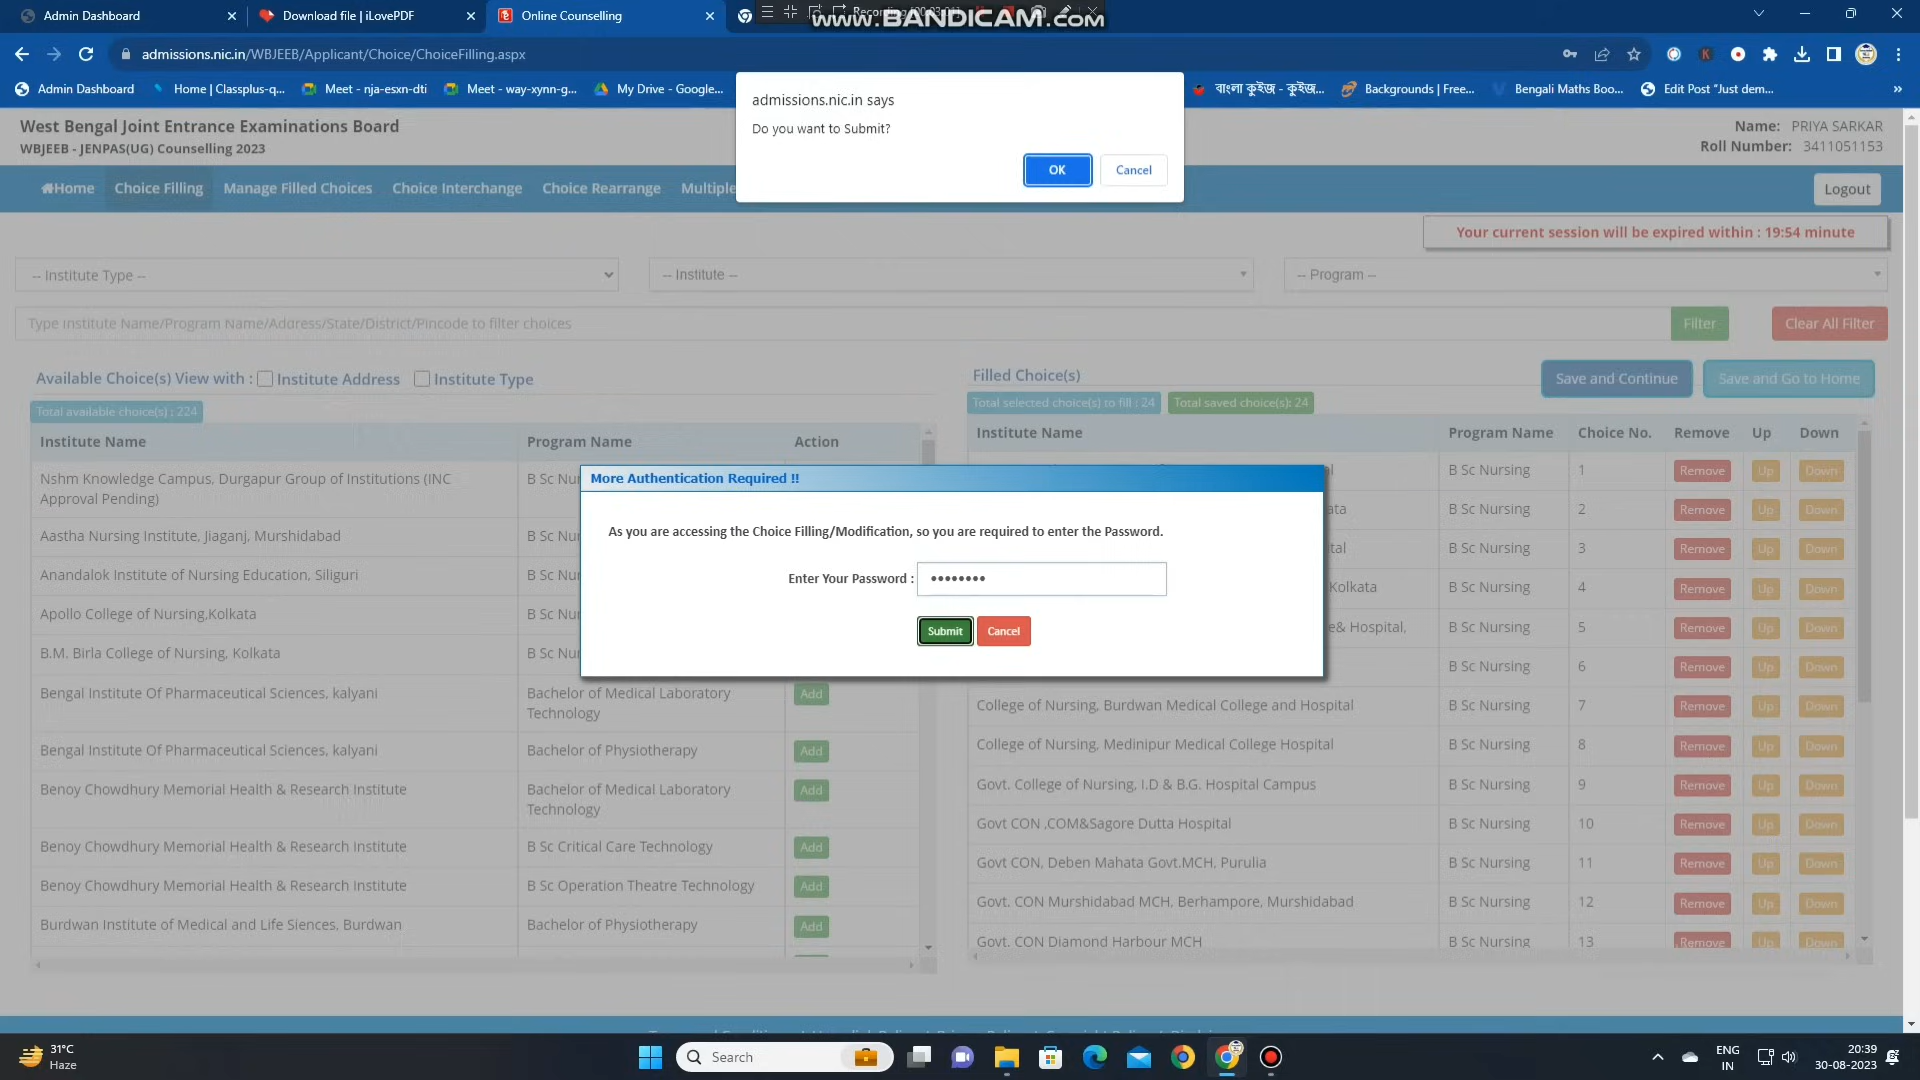 Admin Dashboard
Download file | iLovePDF
Online Counselling
www.BANDICAM.com
admissions.nic.in/WBJEEB/Applicant/Choice/ChoiceFilling.aspx
Admin Dashboard
Home | Classplus-q...
Meet - nja-esxn-dti
Meet - way-xynn-g...
My Drive - Google...
বাংলা কুইজ - কুইজ...
Backgrounds | Free...
Bengali Maths Boo...
Edit Post "Just dem...
»
admissions.nic.in says
Do you want to Submit?
OK
Cancel
West Bengal Joint Entrance Examinations Board
WBJEEB - JENPAS(UG) Counselling 2023
Name: PRIYA SARKAR
Roll Number: 3411051153
Home
Choice Filling
Manage Filled Choices
Choice Interchange
Choice Rearrange
Multiple
Logout
Your current session will be expired within : 19:54 minute
-- Institute Type --
-- Institute --
-- Program --
Type Institute Name/Program Name/Address/State/District/Pincode to filter choices
Filter
Clear All Filter
Available Choice(s) View with : Institute Address Institute Type
Total available choice(s) : 224
Institute Name Program Name Action
Nshm Knowledge Campus, Durgapur Group of Institutions (INC
Approval Pending)
B Sc Nu
Aastha Nursing Institute, Jiaganj, Murshidabad B Sc Nu
Anandalok Institute of Nursing Education, Siliguri B Sc Nu
Apollo College of Nursing,Kolkata B Sc Nu
B.M. Birla College of Nursing, Kolkata B Sc Nu
Bengal Institute Of Pharmaceutical Sciences, kalyani Bachelor of Medical Laboratory
Technology
Add
Bengal Institute Of Pharmaceutical Sciences, kalyani Bachelor of Physiotherapy Add
Benoy Chowdhury Memorial Health & Research Institute Bachelor of Medical Laboratory
Technology
Add
Benoy Chowdhury Memorial Health & Research Institute B Sc Critical Care Technology Add
Benoy Chowdhury Memorial Health & Research Institute B Sc Operation Theatre Technology Add
Burdwan Institute of Medical and Life Siences, Burdwan Bachelor of Physiotherapy Add
Filled Choice(s)
Save and Continue
Save and Go to Home
Total selected choice(s) to fill : 24
Total saved choice(s): 24
Institute Name Program Name Choice No. Remove Up Down
al B Sc Nursing 1 Remove Up Down
ata B Sc Nursing 2 Remove Up Down
ital B Sc Nursing 3 Remove Up Down
Kolkata B Sc Nursing 4 Remove Up Down
e& Hospital, B Sc Nursing 5 Remove Up Down
B Sc Nursing 6 Remove Up Down
College of Nursing, Burdwan Medical College and Hospital B Sc Nursing 7 Remove Up Down
College of Nursing, Medinipur Medical College Hospital B Sc Nursing 8 Remove Up Down
Govt. College of Nursing, I.D & B.G. Hospital Campus B Sc Nursing 9 Remove Up Down
Govt CON ,COM&Sagore Dutta Hospital B Sc Nursing 10 Remove Up Down
Govt CON, Deben Mahata Govt.MCH, Purulia B Sc Nursing 11 Remove Up Down
Govt. CON Murshidabad MCH, Berhampore, Murshidabad B Sc Nursing 12 Remove Up Down
Govt. CON Diamond Harbour MCH B Sc Nursing 13 Remove Up Down
More Authentication Required !!
As you are accessing the Choice Filling/Modification, so you are required to enter the Password.
Enter Your Password : ••••••••
Submit
Cancel
31°C
Haze
Search
ENG
IN
20:39
30-08-2023